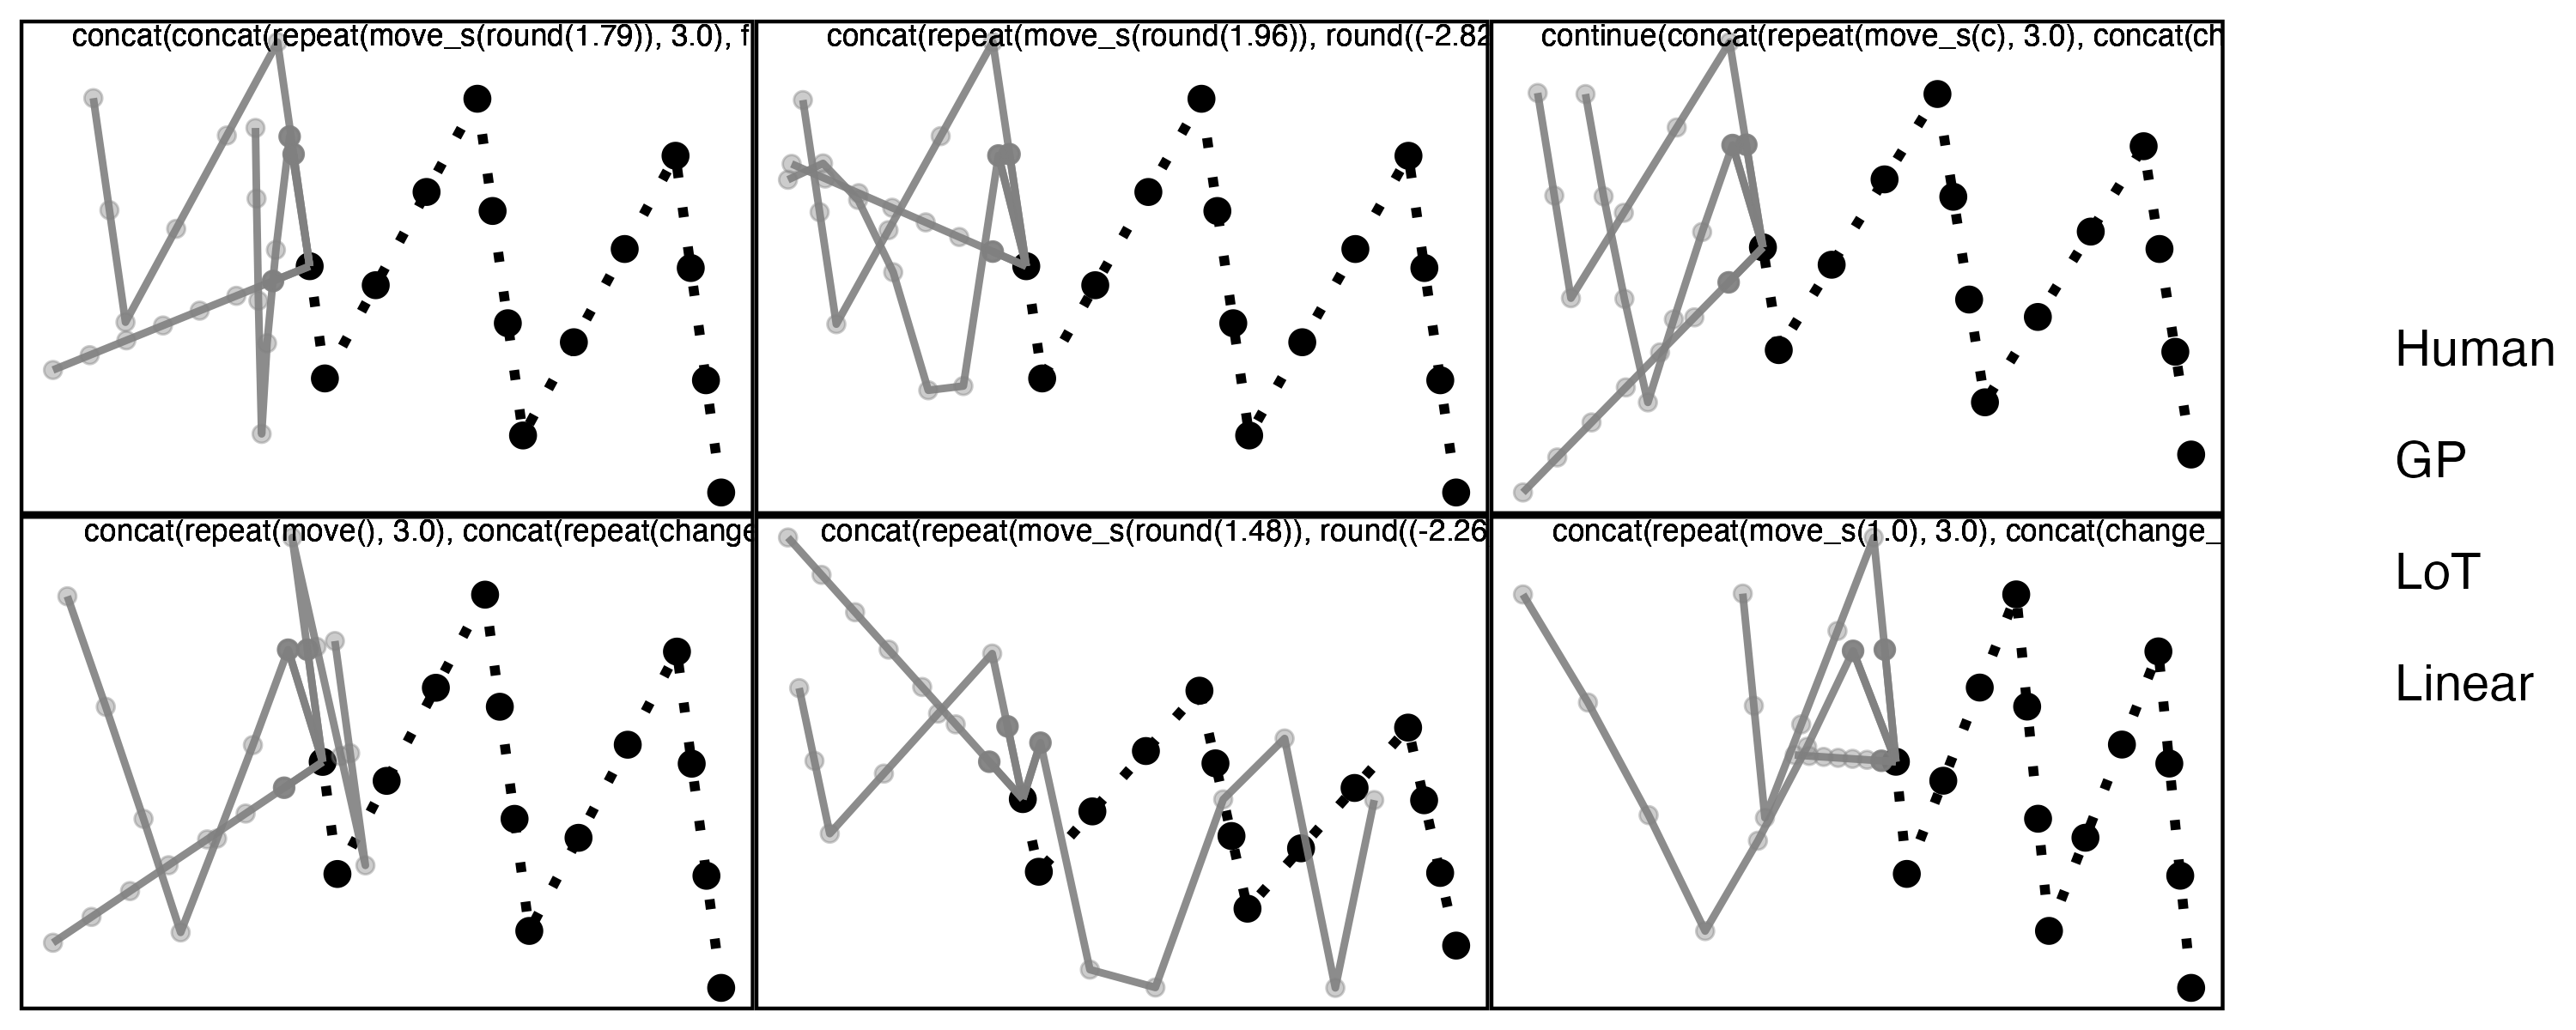 concat(concat(repeat(move_s(round(1.79)), 3.0), f
concat(repeat(move_s(round(1.96)), round((-2.82
continue(concat(repeat(move_s(c), 3.0), concat(ch
concat(repeat(move(), 3.0), concat(repeat(change
concat(repeat(move_s(round(1.48)), round((-2.26
concat(repeat(move_s(1.0), 3.0), concat(change_
Human
GP
LoT
Linear